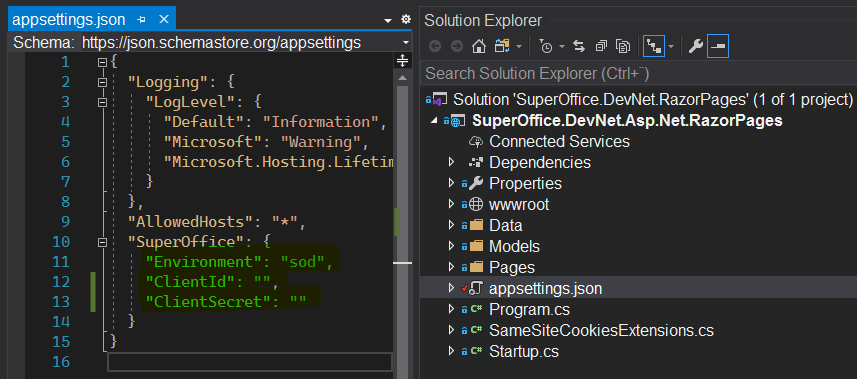 appsettings.json
Schema: https://json.schemastore.org/appsettings
1 {
2 "Logging": {
3 "LogLevel": {
4 "Default": "Information",
5 "Microsoft": "Warning",
6 "Microsoft.Hosting.Lifetim
7 }
8 },
9 "AllowedHosts": "*",
10 "SuperOffice": {
11 "Environment": "sod",
12 "ClientId": "",
13 "ClientSecret": ""
14 }
15 }
16
Solution Explorer
Search Solution Explorer (Ctrl+¨)
Solution 'SuperOffice.DevNet.RazorPages' (1 of 1 project)
SuperOffice.DevNet.Asp.Net.RazorPages
Connected Services
Dependencies
Properties
wwwroot
Data
Models
Pages
appsettings.json
C# Program.cs
C# SameSiteCookiesExtensions.cs
C# Startup.cs